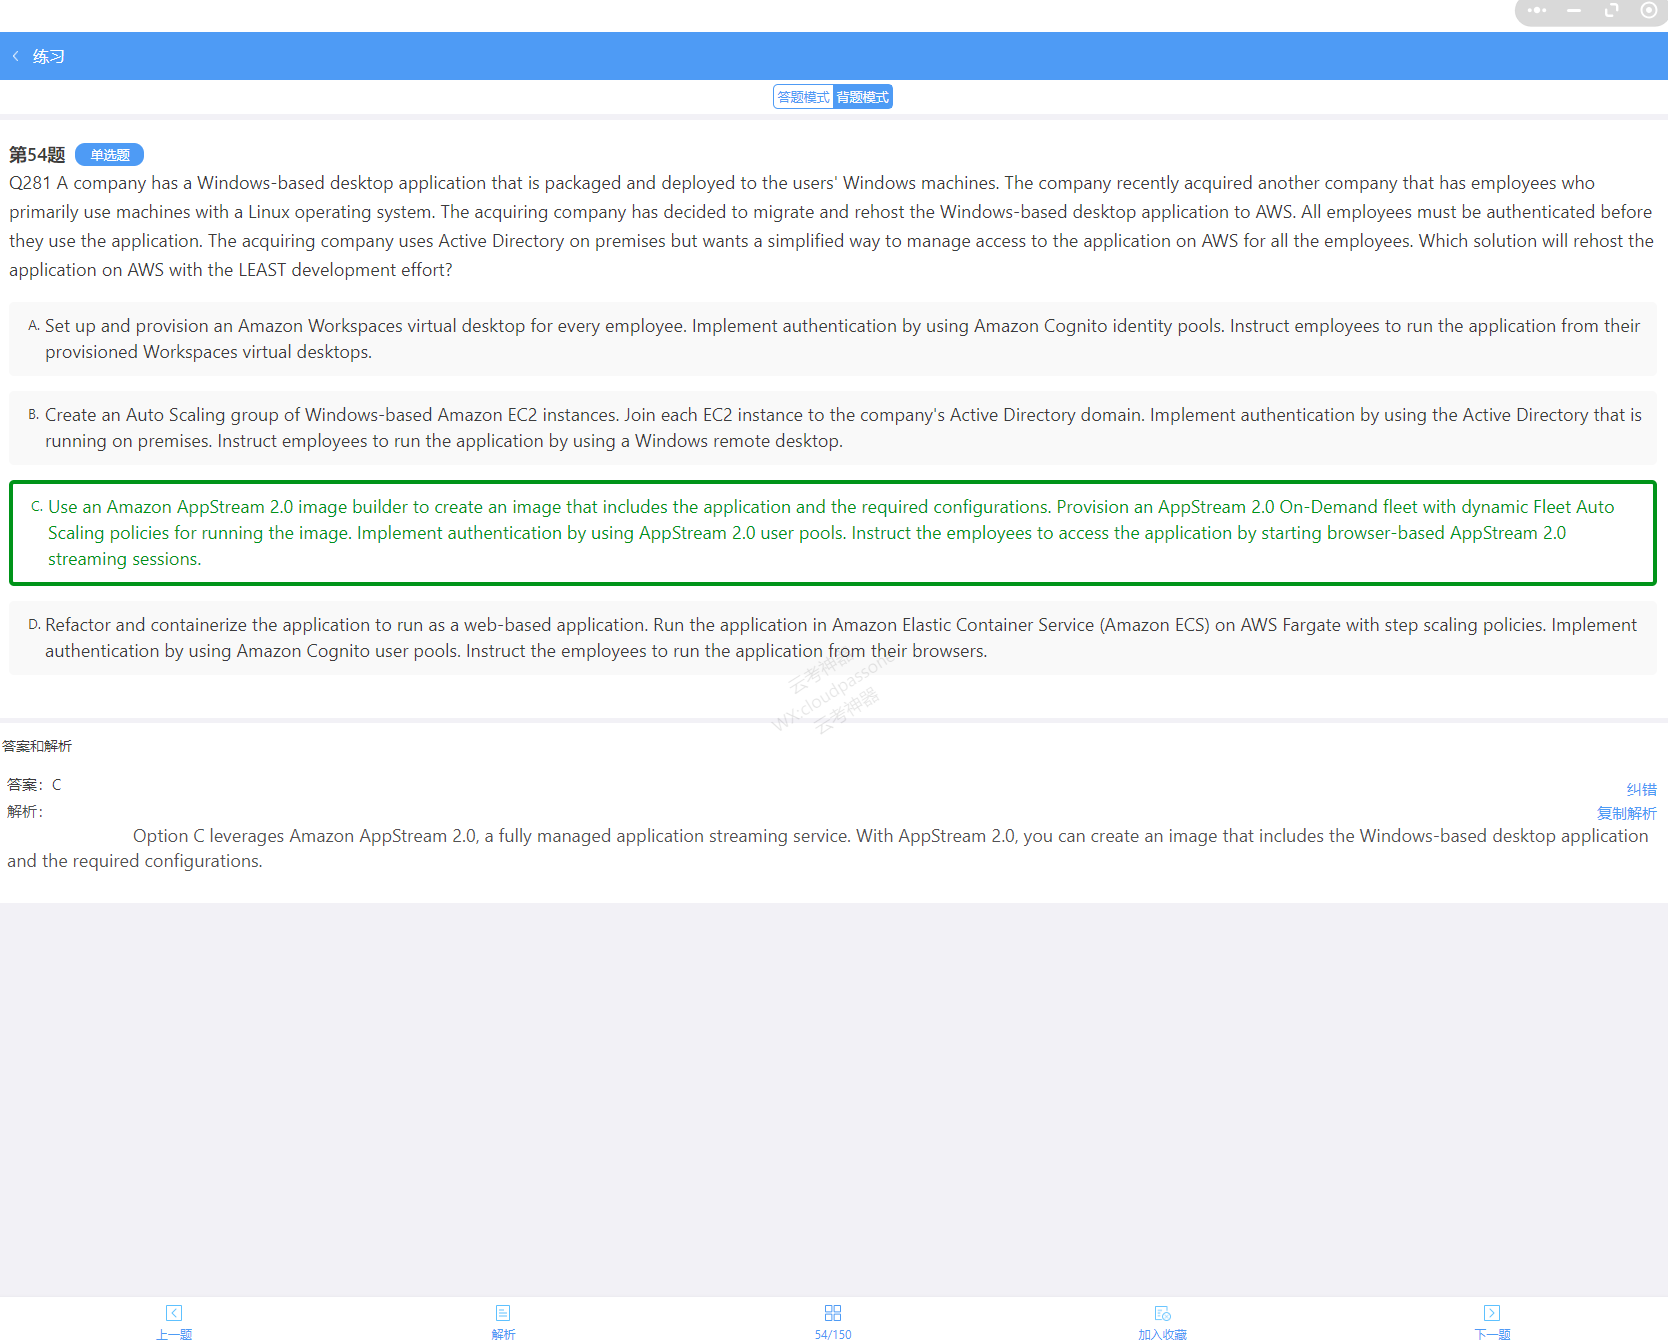 练习
答题模式 背题模式
第54题 单选题
Q281 A company has a Windows-based desktop application that is packaged and deployed to the users' Windows machines. The company recently acquired another company that has employees who
primarily use machines with a Linux operating system. The acquiring company has decided to migrate and rehost the Windows-based desktop application to AWS. All employees must be authenticated before
they use the application. The acquiring company uses Active Directory on premises but wants a simplified way to manage access to the application on AWS for all the employees. Which solution will rehost the
application on AWS with the LEAST development effort?
A. Set up and provision an Amazon Workspaces virtual desktop for every employee. Implement authentication by using Amazon Cognito identity pools. Instruct employees to run the application from their
provisioned Workspaces virtual desktops.
B. Create an Auto Scaling group of Windows-based Amazon EC2 instances. Join each EC2 instance to the company's Active Directory domain. Implement authentication by using the Active Directory that is
running on premises. Instruct employees to run the application by using a Windows remote desktop.
C. Use an Amazon AppStream 2.0 image builder to create an image that includes the application and the required configurations. Provision an AppStream 2.0 On-Demand fleet with dynamic Fleet Auto
Scaling policies for running the image. Implement authentication by using AppStream 2.0 user pools. Instruct the employees to access the application by starting browser-based AppStream 2.0
streaming sessions.
D. Refactor and containerize the application to run as a web-based application. Run the application in Amazon Elastic Container Service (Amazon ECS) on AWS Fargate with step scaling policies. Implement
authentication by using Amazon Cognito user pools. Instruct the employees to run the application from their browsers.
云考神器
WX:cloudpassone
云考神器
答案和解析
答案：C
纠错
解析：
复制解析
Option C leverages Amazon AppStream 2.0, a fully managed application streaming service. With AppStream 2.0, you can create an image that includes the Windows-based desktop application
and the required configurations.
上一题 解析 54/150 加入收藏 下一题